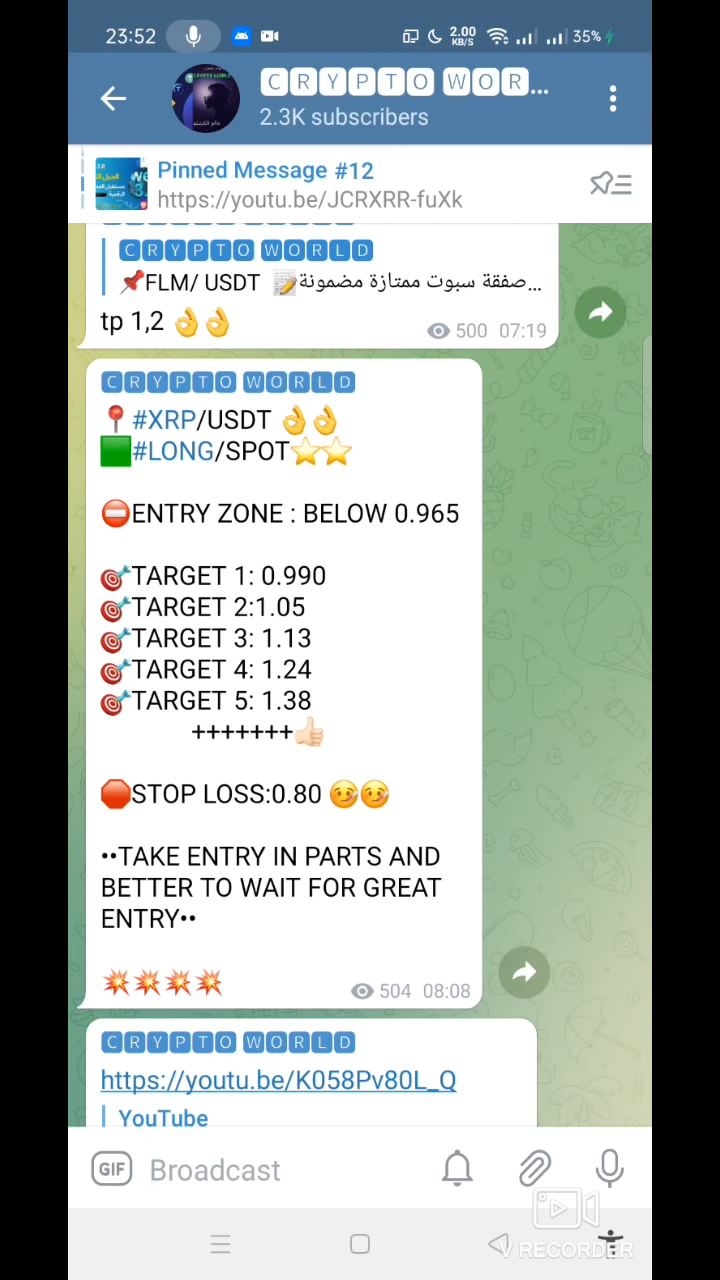 23:52
2.00
KB/S
35%
CRYPTO WOR...
2.3K subscribers
Pinned Message #12
https://youtu.be/JCRXRR-fuXk
CRYPTO WORLD
📌FLM/ USDT 📝صفقة سبوت ممتازة مضمونة...
tp 1,2 👌👌
500 07:19
CRYPTO WORLD
📍#XRP/USDT 👌👌
🟩#LONG/SPOT⭐⭐
⛔ENTRY ZONE : BELOW 0.965
🎯TARGET 1: 0.990
🎯TARGET 2:1.05
🎯TARGET 3: 1.13
🎯TARGET 4: 1.24
🎯TARGET 5: 1.38
+++++++👍🏻
🛑STOP LOSS:0.80 🤒🤒
••TAKE ENTRY IN PARTS AND
BETTER TO WAIT FOR GREAT
ENTRY••
💥💥💥💥
504 08:08
CRYPTO WORLD
https://youtu.be/K058Pv80L_Q
YouTube
GIF
Broadcast
V RECORDER